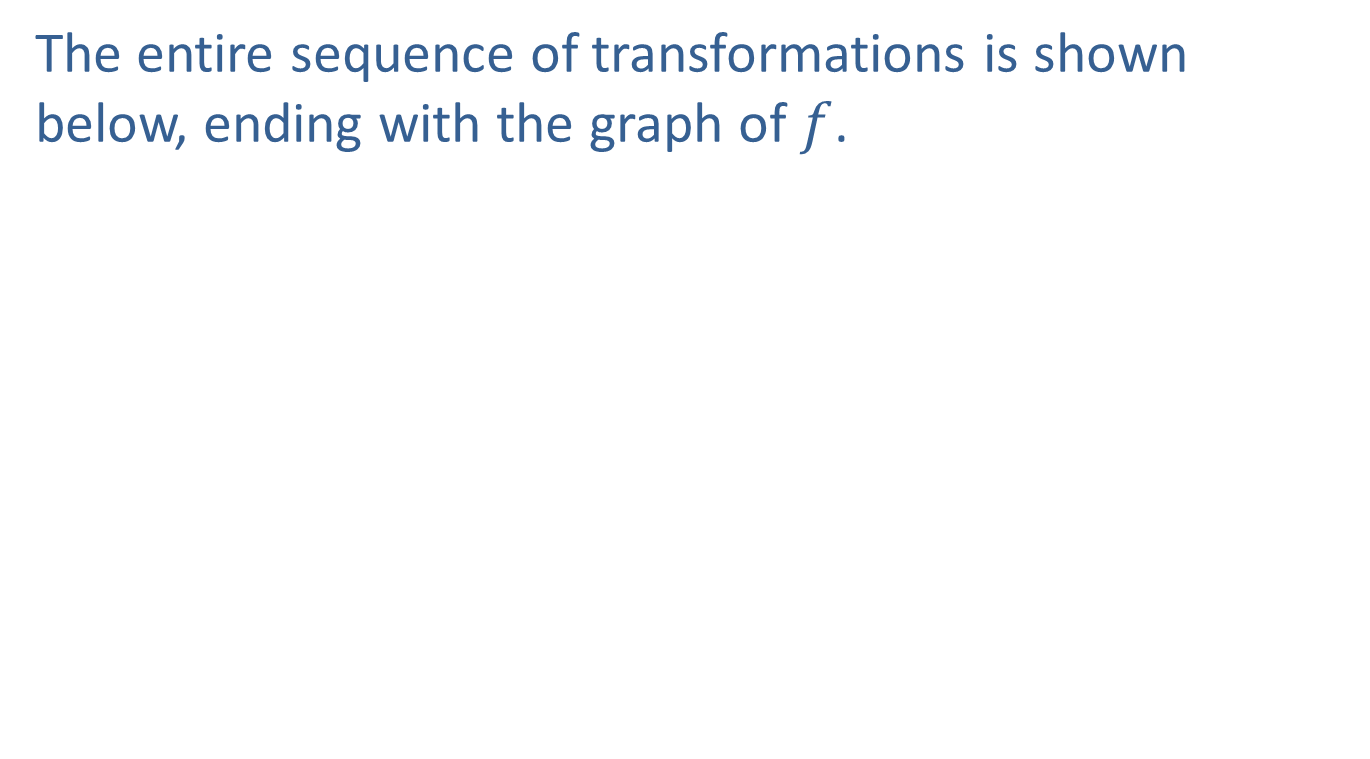 The entire sequence of transformations is shown
below, ending with the graph of f.